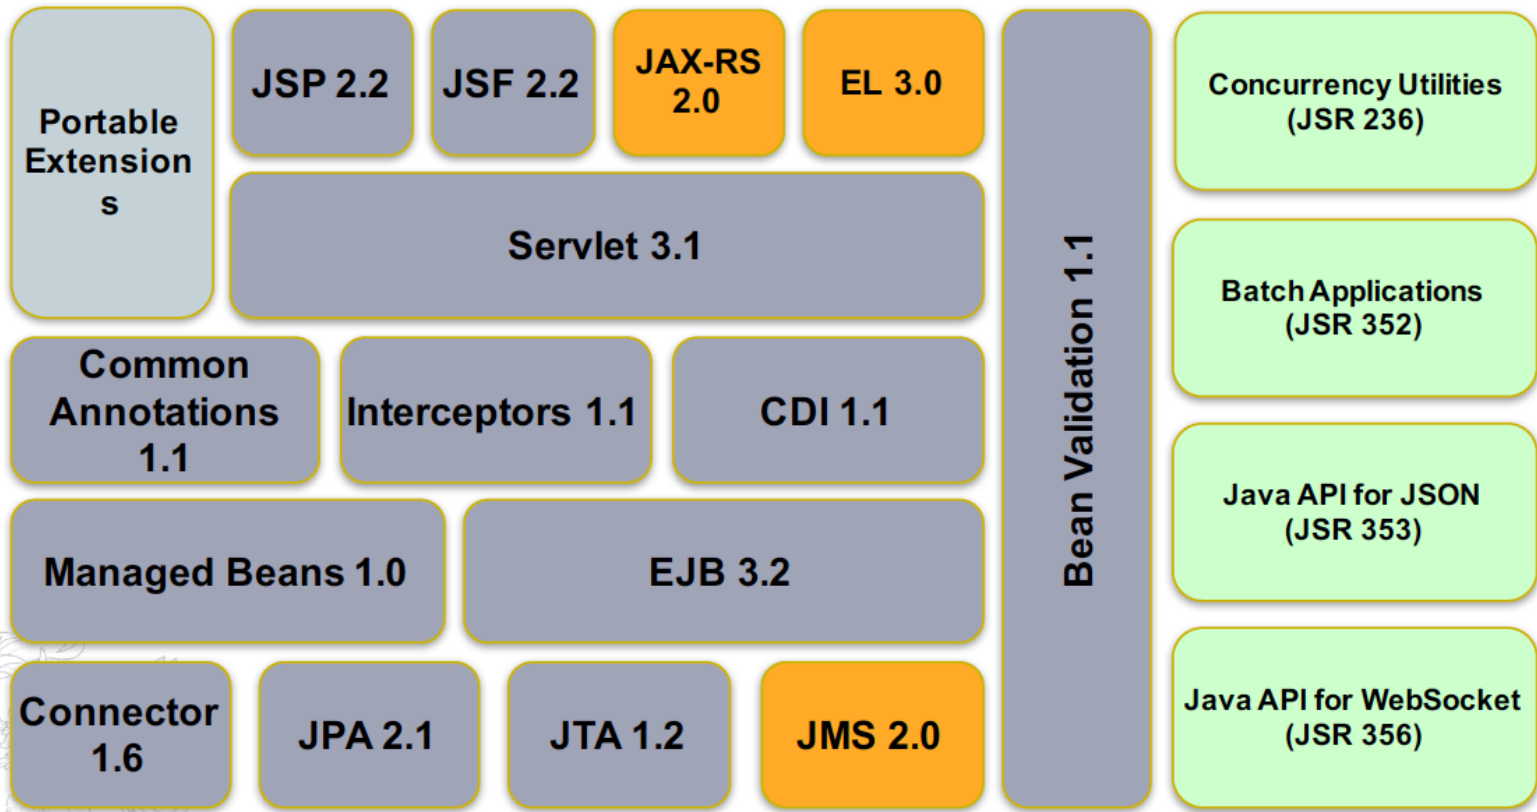 Portable
Extension
s
JSP 2.2
JSF 2.2
JAX-RS
2.0
EL 3.0
Servlet 3.1
Common
Annotations
1.1
Interceptors 1.1
CDI 1.1
Managed Beans 1.0
EJB 3.2
Connector
1.6
JPA 2.1
JTA 1.2
JMS 2.0
Bean Validation 1.1
Concurrency Utilities
(JSR 236)
Batch Applications
(JSR 352)
Java API for JSON
(JSR 353)
Java API for WebSocket
(JSR 356)